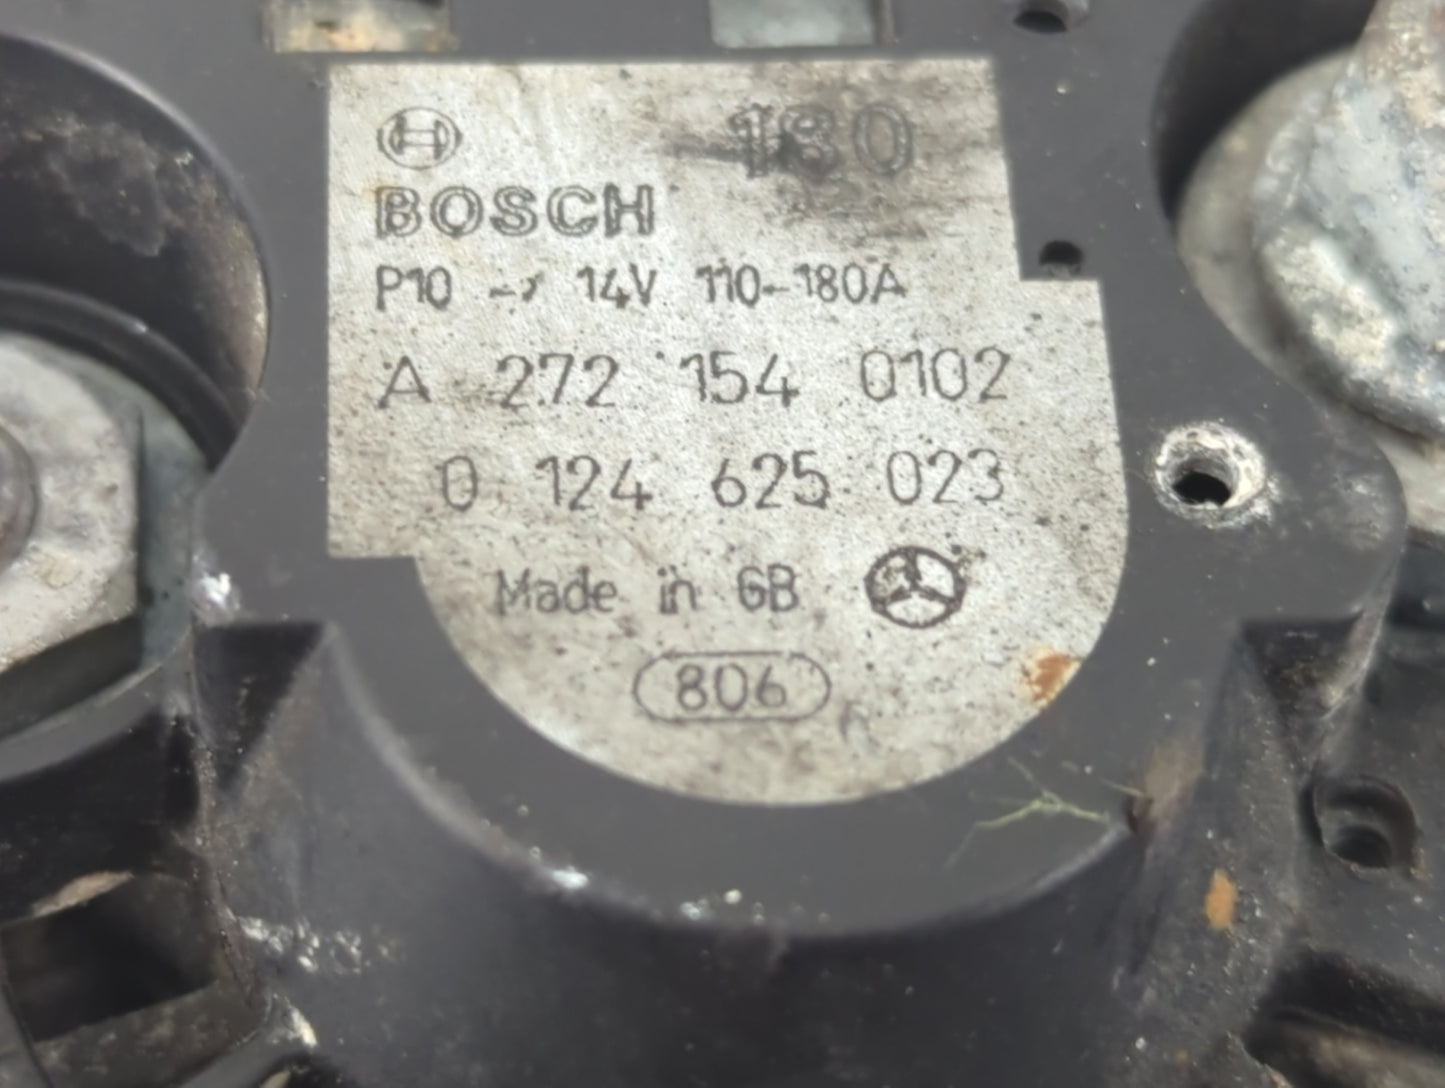 180
BOSCH
P10 -> 14V 110-180A
A 272 154 0102
0 124 625 023
Made in GB
806